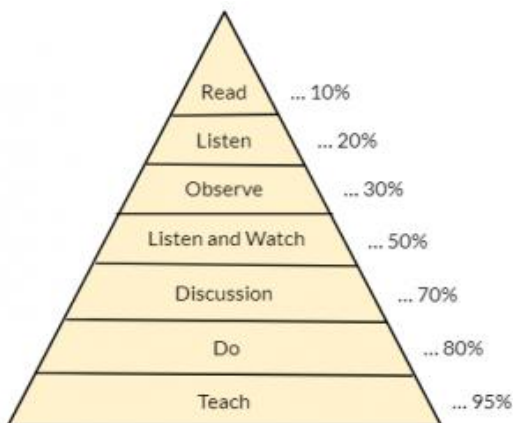 Read ... 10%
Listen ... 20%
Observe ... 30%
Listen and Watch ... 50%
Discussion ... 70%
Do ... 80%
Teach ... 95%